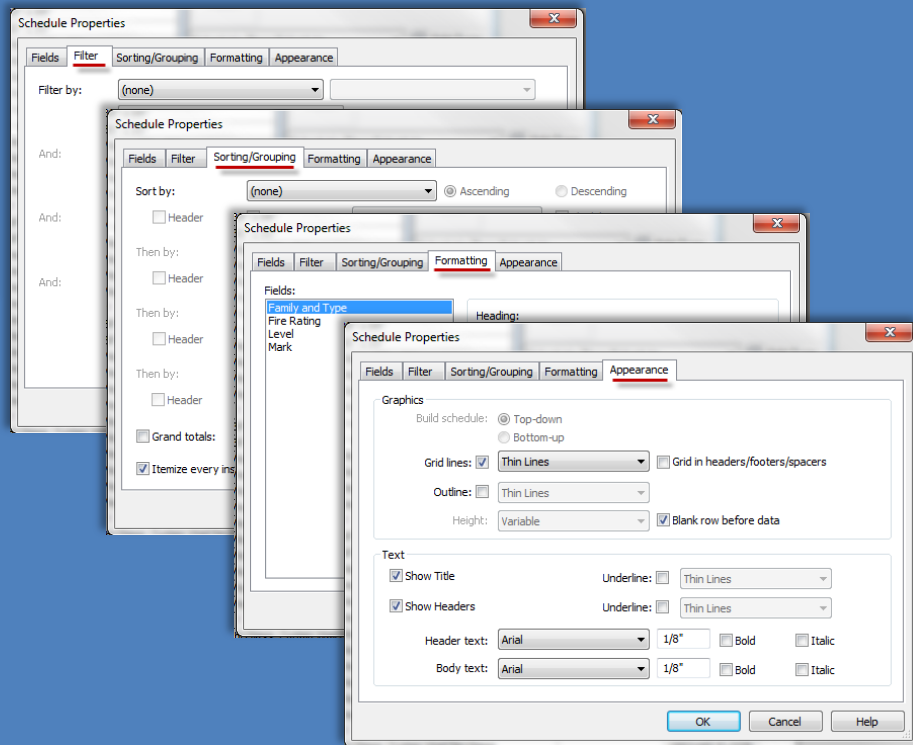 Schedule Properties
Fields Filter Sorting/Grouping Formatting Appearance
Filter by: (none)
And:
And:
And:
Schedule Properties
Fields Filter Sorting/Grouping Formatting Appearance
Sort by: (none) Ascending Descending
Header
Then by:
Header
Then by:
Header
Then by:
Header
Grand totals:
Itemize every ins
Schedule Properties
Fields Filter Sorting/Grouping Formatting Appearance
Fields:
Family and Type
Fire Rating
Level
Mark
Heading:
Schedule Properties
Fields Filter Sorting/Grouping Formatting Appearance
Graphics
Build schedule: Top-down
Bottom-up
Grid lines: Thin Lines Grid in headers/footers/spacers
Outline: Thin Lines
Height: Variable Blank row before data
Text
Show Title Underline: Thin Lines
Show Headers Underline: Thin Lines
Header text: Arial 1/8" Bold Italic
Body text: Arial 1/8" Bold Italic
OK Cancel Help